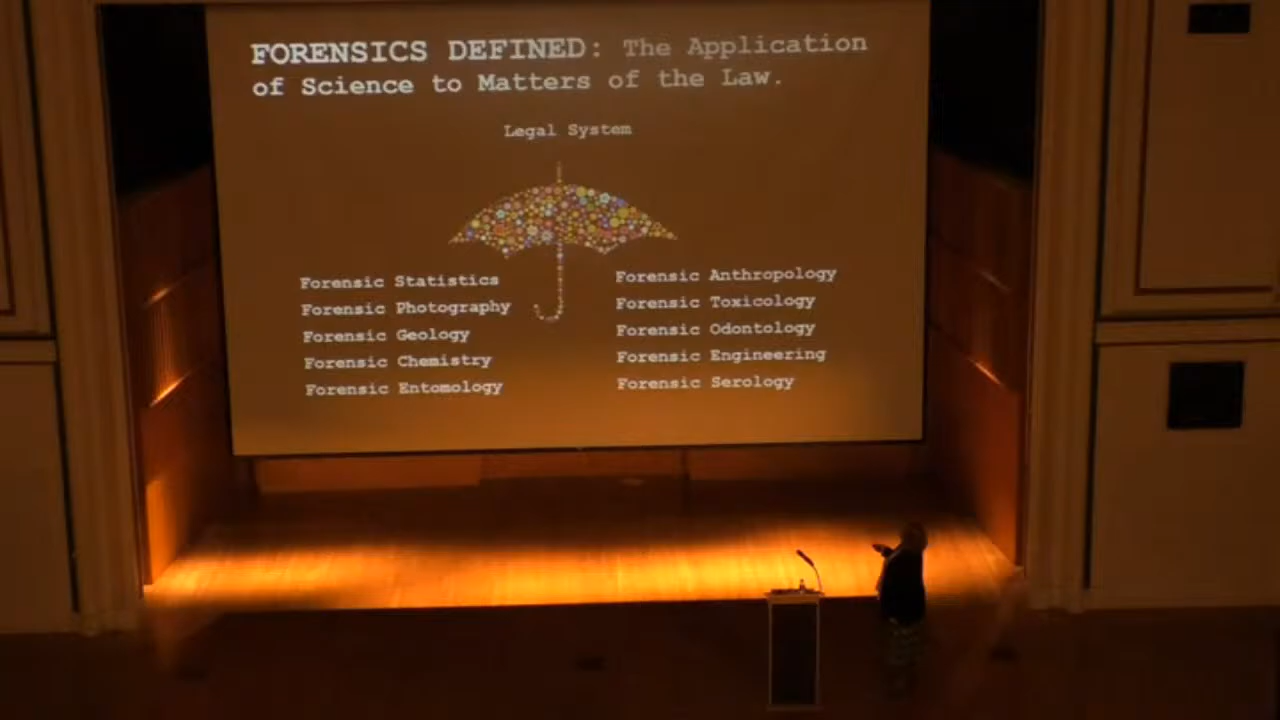 FORENSICS DEFINED: The Application
of Science to Matters of the Law.
Legal System
Forensic Statistics
Forensic Photography
Forensic Geology
Forensic Chemistry
Forensic Entomology
Forensic Anthropology
Forensic Toxicology
Forensic Odontology
Forensic Engineering
Forensic Serology